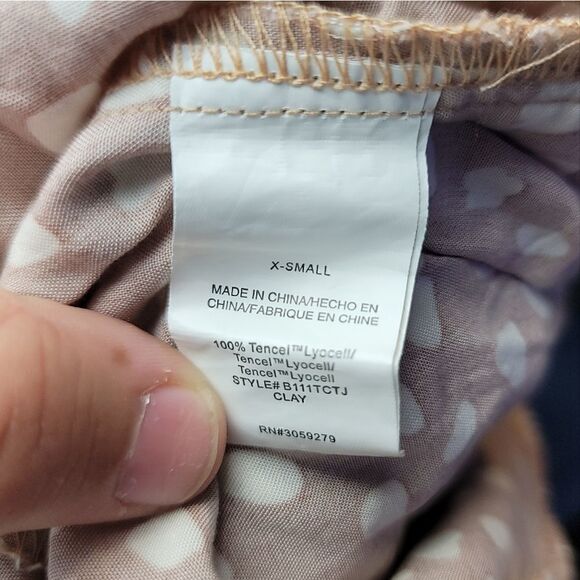 X-SMALL
MADE IN CHINA/HECHO EN
CHINA/FABRIQUE EN CHINE
100% Tencel™Lyocell/
Tencel™Lyocell/
Tencel™Lyocell
STYLE# B111TCTJ
CLAY
RN#3059279